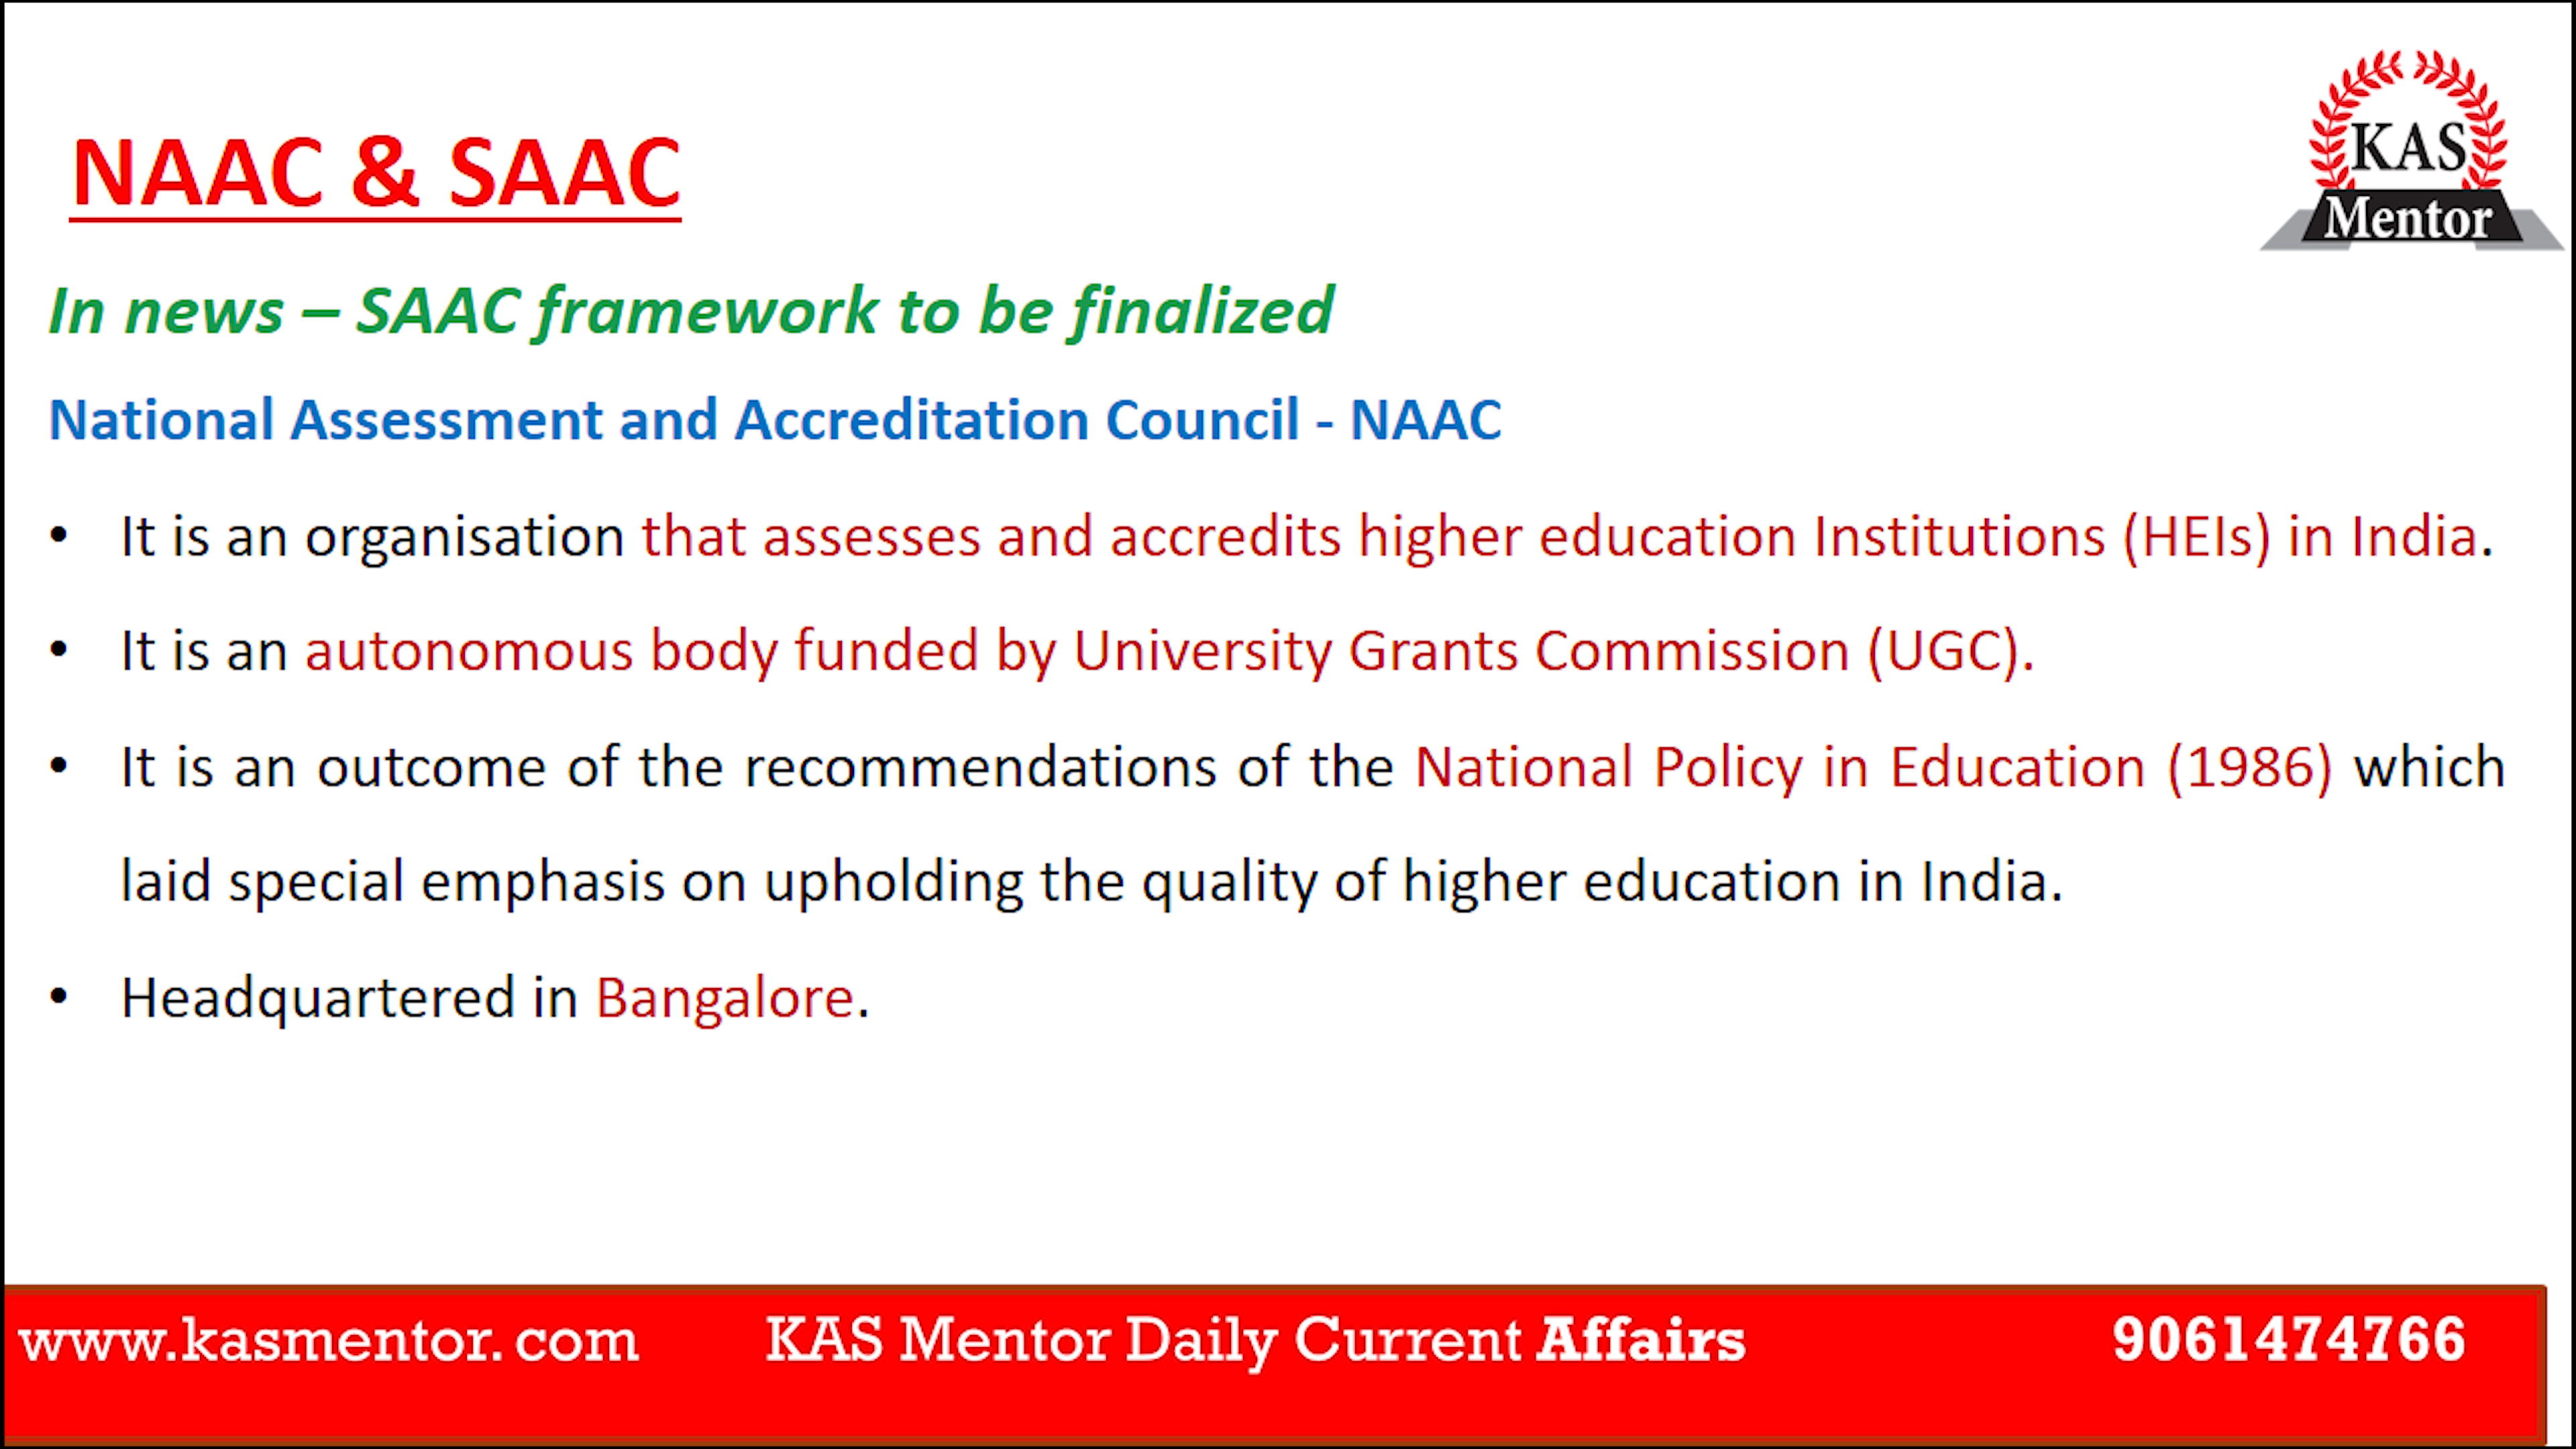 KAS
Mentor
NAAC & SAAC
In news – SAAC framework to be finalized
National Assessment and Accreditation Council - NAAC
• It is an organisation that assesses and accredits higher education Institutions (HEIs) in India.
• It is an autonomous body funded by University Grants Commission (UGC).
• It is an outcome of the recommendations of the National Policy in Education (1986) which
laid special emphasis on upholding the quality of higher education in India.
• Headquartered in Bangalore.
www.kasmentor. com KAS Mentor Daily Current Affairs 9061474766